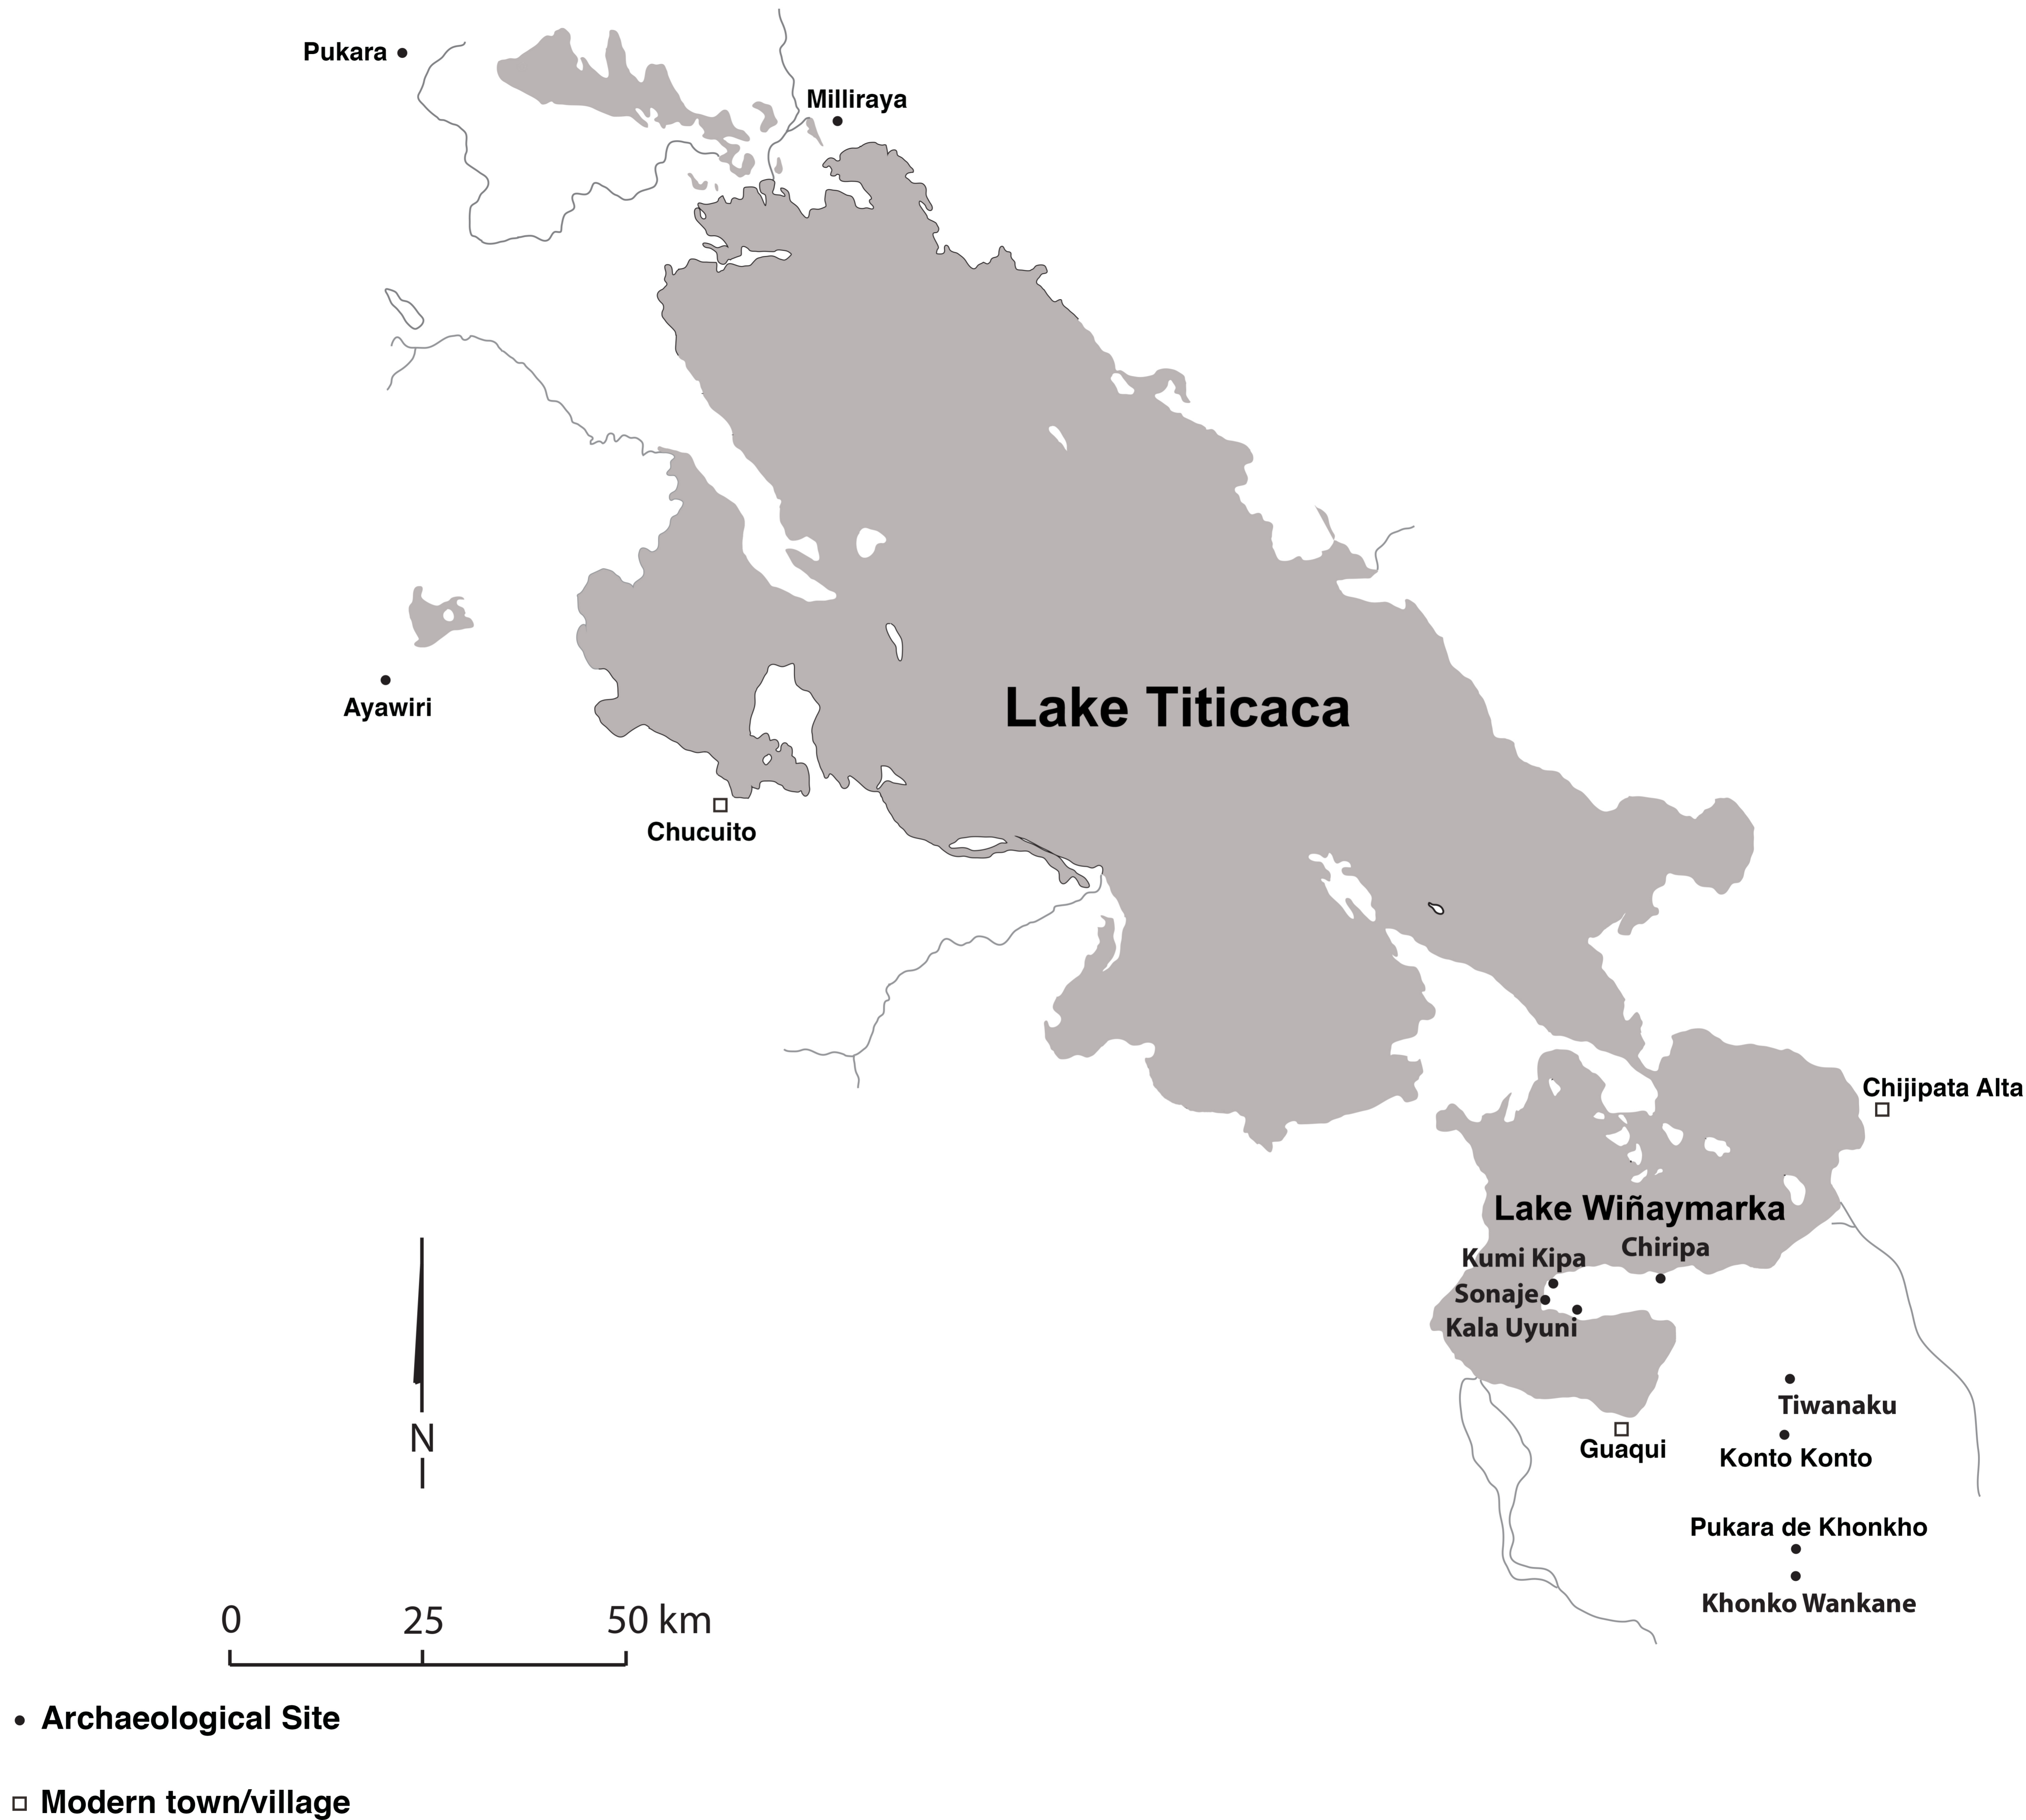 Pukara
Milliraya
Lake Titicaca
Ayawiri
Chucuito
Chijipata Alta
Lake Wiñaymarka
Chiripa
Kumi Kipa
Sonaje
Kala Uyuni
Tiwanaku
Konto Konto
Guaqui
Pukara de Khonkho
Khonko Wankane
N
0 25 50 km
Archaeological Site
Modern town/village